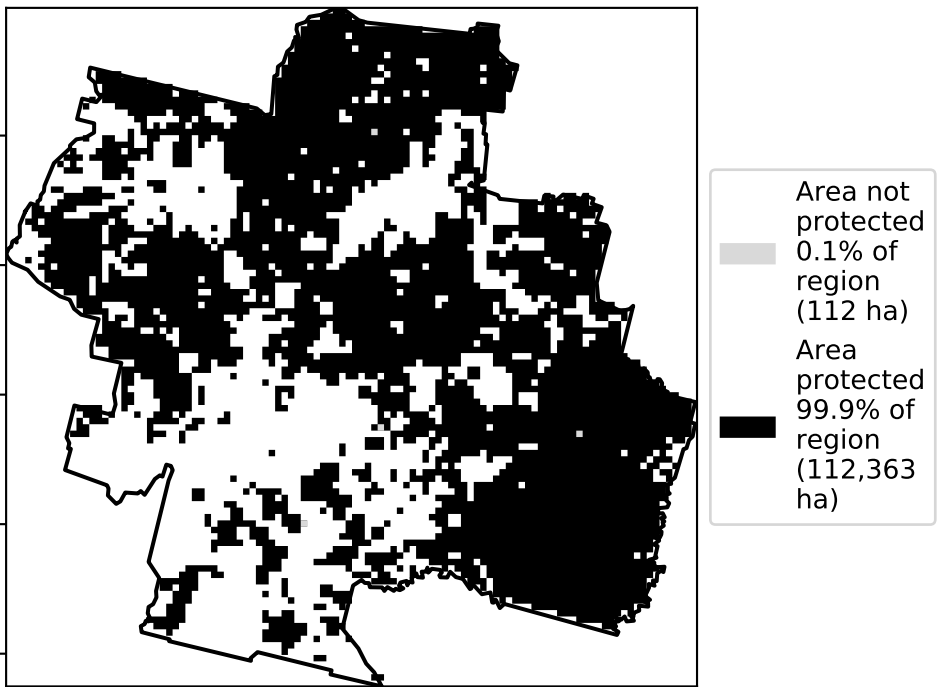 Area not
protected
0.1% of
region
(112 ha)
Area
protected
99.9% of
region
(112,363
ha)